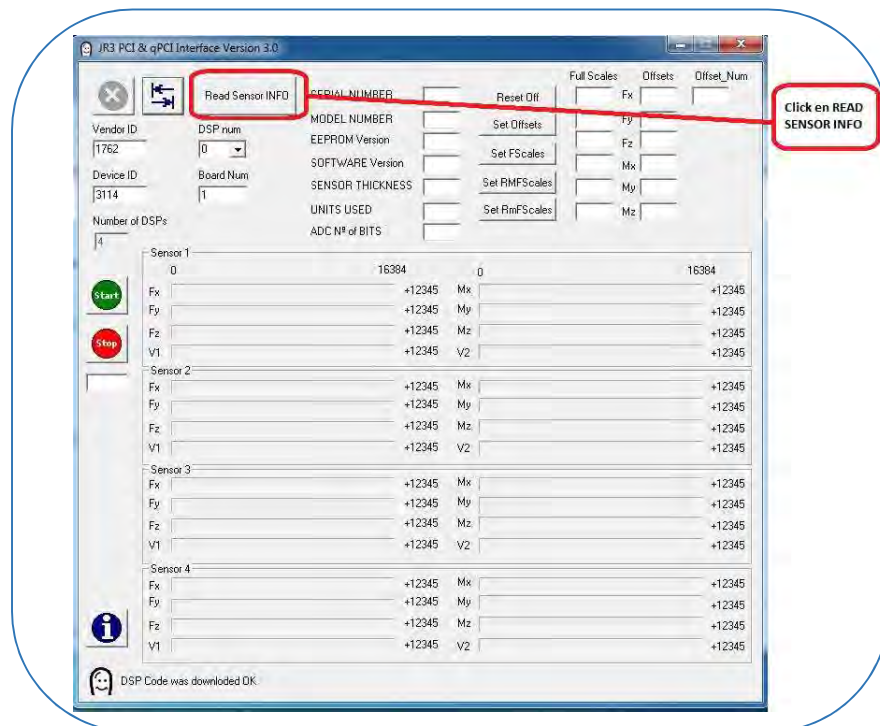 JR3 PCI & qPCI Interface Version 3.0
Read Sensor INFO
Click en READ
SENSOR INFO
Vendor ID
1762
DSP num
0
Device ID
3114
Board Num
1
Number of DSPs
4
SERIAL NUMBER
MODEL NUMBER
EEPROM Version
SOFTWARE Version
SENSOR THICKNESS
UNITS USED
ADC Nº of BITS
Reset Off
Set Offsets
Set FScales
Set RMFScales
Set RmFScales
Full Scales Offsets Offset_Num
Fx
Fy
Fz
Mx
My
Mz
Start
Stop
Sensor 1
0 16384 0 16384
Fx +12345 Mx +12345
Fy +12345 My +12345
Fz +12345 Mz +12345
V1 +12345 V2 +12345
Sensor 2
Fx +12345 Mx +12345
Fy +12345 My +12345
Fz +12345 Mz +12345
V1 +12345 V2 +12345
Sensor 3
Fx +12345 Mx +12345
Fy +12345 My +12345
Fz +12345 Mz +12345
V1 +12345 V2 +12345
Sensor 4
Fx +12345 Mx +12345
Fy +12345 My +12345
Fz +12345 Mz +12345
V1 +12345 V2 +12345
DSP Code was downloded OK